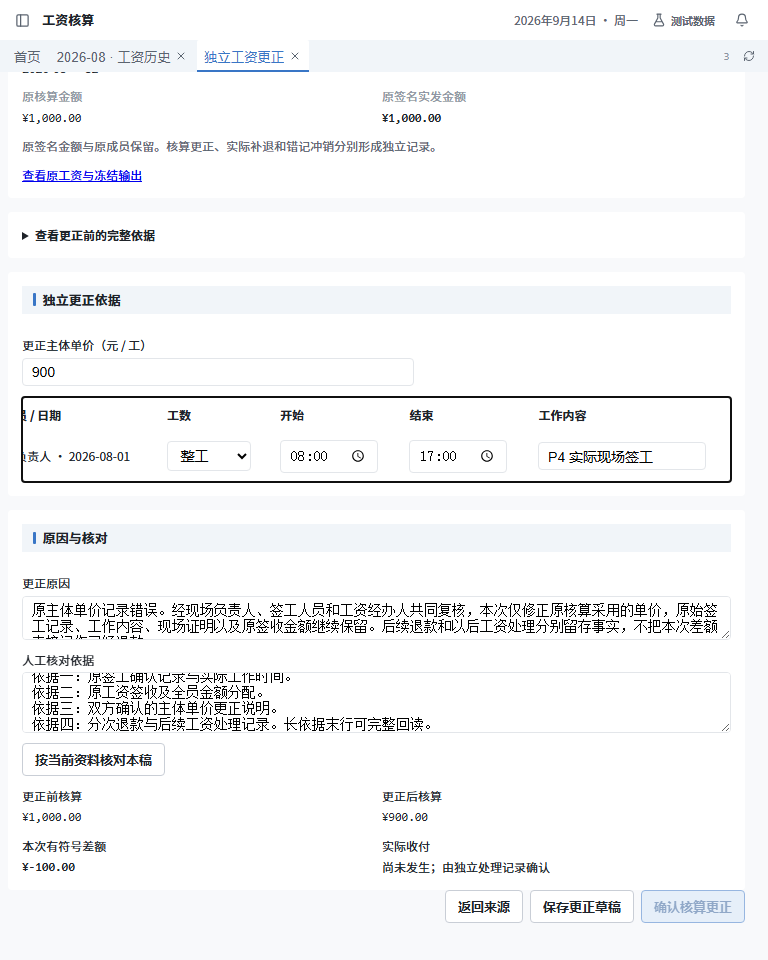 工资核算
2026年9月14日 · 周一
测试数据
首页
2026-08 · 工资历史 ×
独立工资更正 ×
3
原核算金额
原签名实发金额
¥1,000.00
¥1,000.00
原签名金额与原成员保留。核算更正、实际补退和错记冲销分别形成独立记录。
查看原工资与冻结输出
▶ 查看更正前的完整依据
独立更正依据
更正主体单价（元 / 工）
900
/ 日期
工数
开始
结束
工作内容
责人 · 2026-08-01
整工
08:00
17:00
P4 实际现场签工
原因与核对
更正原因
原主体单价记录错误。经现场负责人、签工人员和工资经办人共同复核，本次仅修正原核算采用的单价，原始签
工记录、工作内容、现场证明以及原签收金额继续保留。后续退款和以后工资处理分别留存事实，不把本次差额
人工核对依据
依据一：原签工确认记录与实际工作时间。
依据二：原工资签收及全员金额分配。
依据三：双方确认的主体单价更正说明。
依据四：分次退款与后续工资处理记录。长依据末行可完整回读。
按当前资料核对本稿
更正前核算
更正后核算
¥1,000.00
¥900.00
本次有符号差额
实际收付
¥-100.00
尚未发生；由独立处理记录确认
返回来源
保存更正草稿
确认核算更正